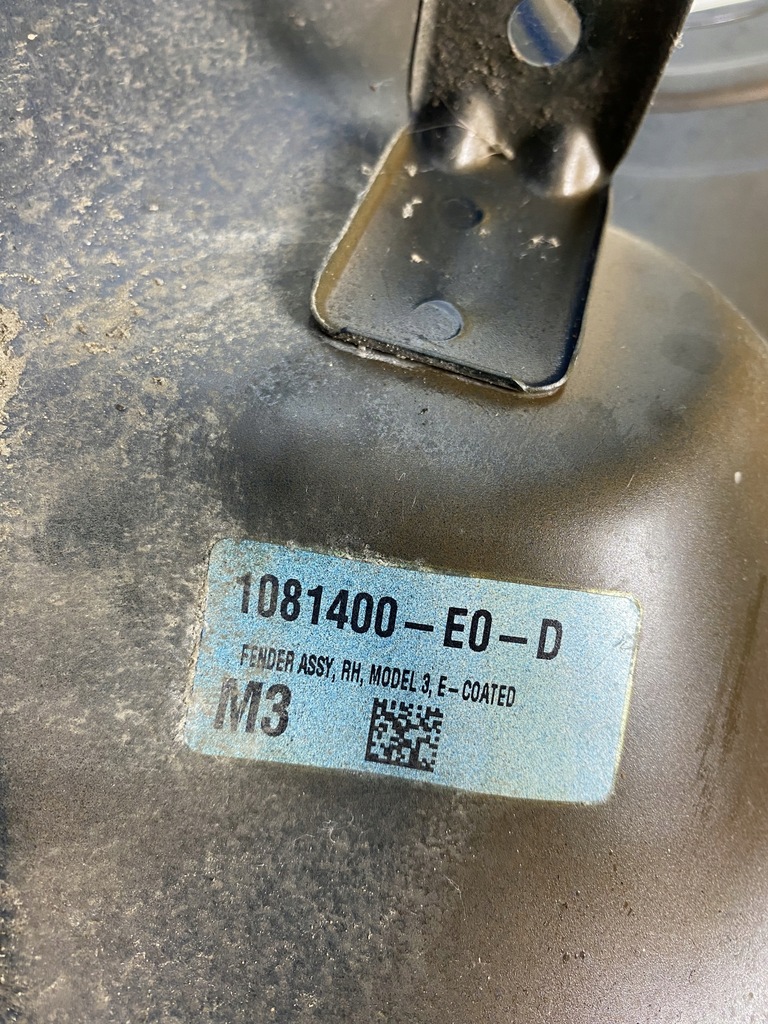 1081400-E0-D
FENDER ASSY, RH, MODEL 3, E-COATED
M3